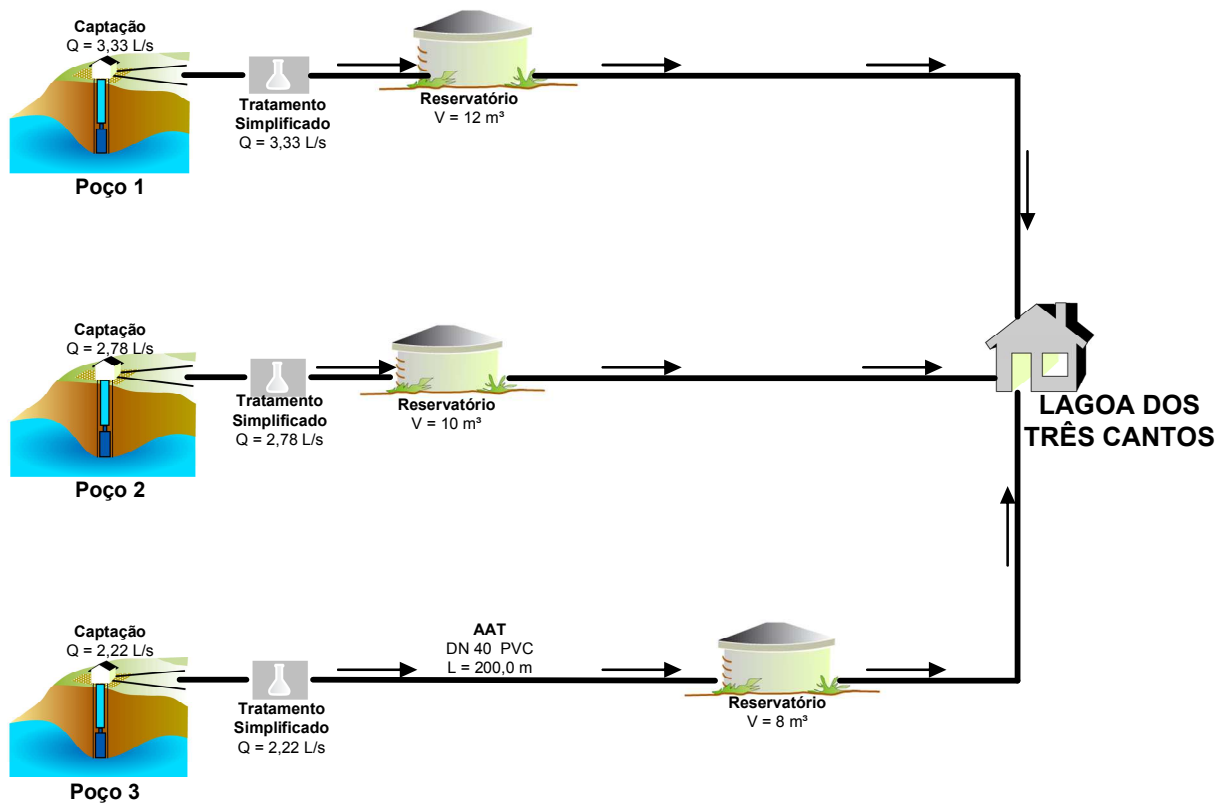 Captação
Q = 3,33 L/s
Poço 1
Tratamento
Simplificado
Q = 3,33 L/s
Reservatório
V = 12 m³
Captação
Q = 2,78 L/s
Poço 2
Tratamento
Simplificado
Q = 2,78 L/s
Reservatório
V = 10 m³
LAGOA DOS
TRÊS CANTOS
Captação
Q = 2,22 L/s
Poço 3
Tratamento
Simplificado
Q = 2,22 L/s
AAT
DN 40 PVC
L = 200,0 m
Reservatório
V = 8 m³